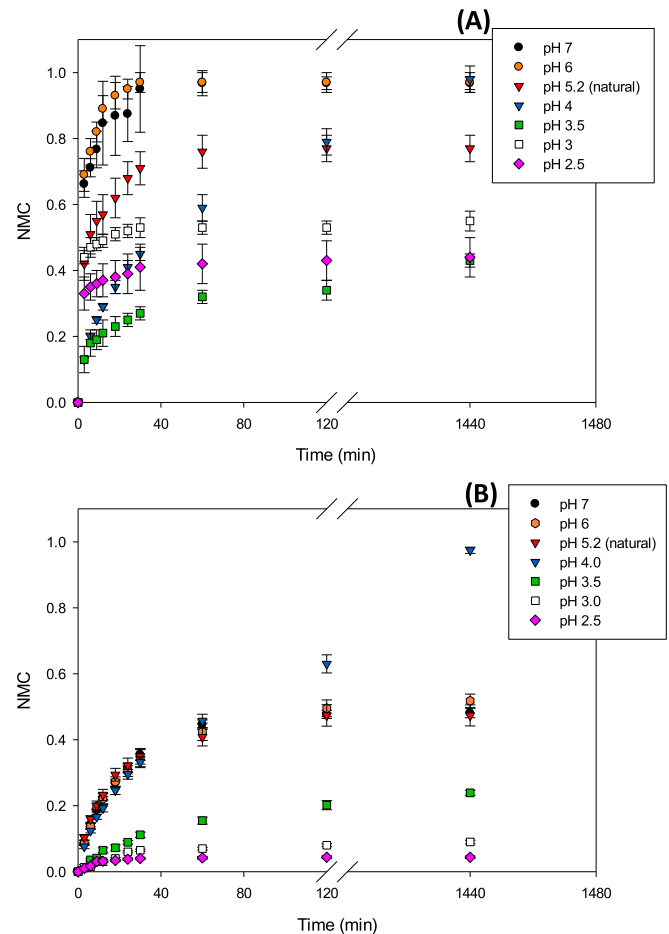 (A)
pH 7
pH 6
pH 5.2 (natural)
pH 4
pH 3.5
pH 3
pH 2.5
1.0
0.8
0.6
0.4
0.2
0.0
NMC
0 40 80 120 1440 1480
Time (min)
(B)
pH 7
pH 6
pH 5.2 (natural)
pH 4.0
pH 3.5
pH 3.0
pH 2.5
1.0
0.8
0.6
0.4
0.2
0.0
NMC
0 40 80 120 1440 1480
Time (min)